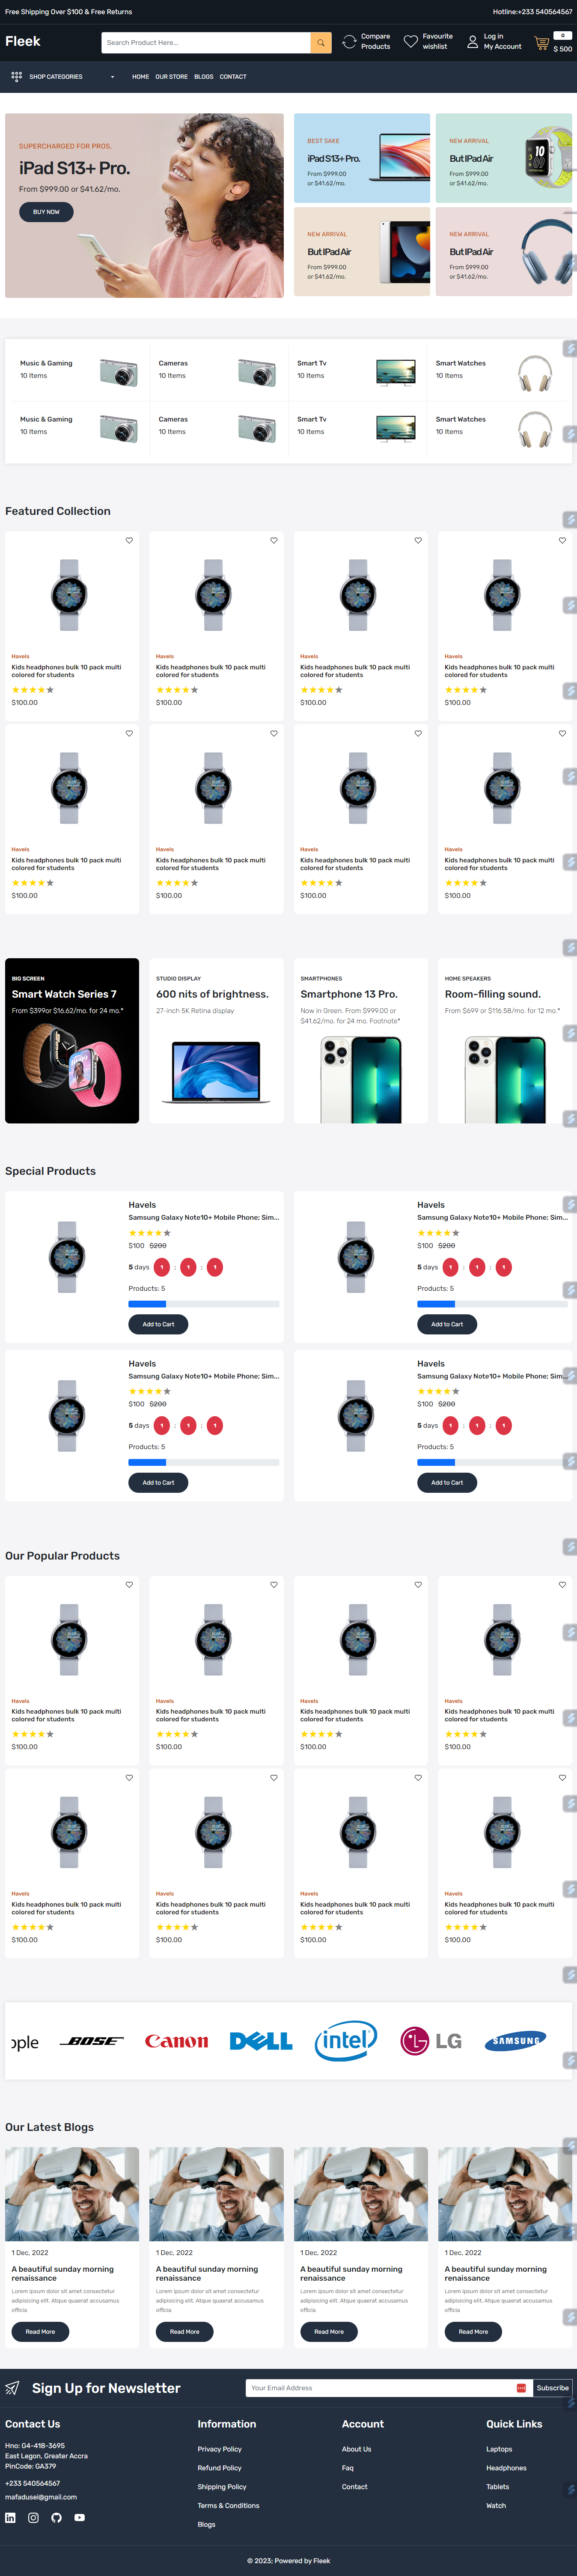 Free Shipping Over $100 & Free Returns
Hotline:+233 540564567
Fleek
Search Product Here...
Compare
Products
Favourite
wishlist
Log in
My Account
0
$ 500
SHOP CATEGORIES
HOME
OUR STORE
BLOGS
CONTACT
SUPERCHARGED FOR PROS.
iPad S13+ Pro.
From $999.00 or $41.62/mo.
BUY NOW
BEST SAKE
iPad S13+ Pro.
From $999.00
or $41.62/mo.
NEW ARRIVAL
But IPad Air
From $999.00
or $41.62/mo.
NEW ARRIVAL
But IPad Air
From $999.00
or $41.62/mo.
NEW ARRIVAL
But IPad Air
From $999.00
or $41.62/mo.
Music & Gaming
10 Items
Cameras
10 Items
Smart Tv
10 Items
Smart Watches
10 Items
Music & Gaming
10 Items
Cameras
10 Items
Smart Tv
10 Items
Smart Watches
10 Items
Featured Collection
Havels
Kids headphones bulk 10 pack multi
colored for students
$100.00
Havels
Kids headphones bulk 10 pack multi
colored for students
$100.00
Havels
Kids headphones bulk 10 pack multi
colored for students
$100.00
Havels
Kids headphones bulk 10 pack multi
colored for students
$100.00
Havels
Kids headphones bulk 10 pack multi
colored for students
$100.00
Havels
Kids headphones bulk 10 pack multi
colored for students
$100.00
Havels
Kids headphones bulk 10 pack multi
colored for students
$100.00
Havels
Kids headphones bulk 10 pack multi
colored for students
$100.00
BIG SCREEN
Smart Watch Series 7
From $399or $16.62/mo. for 24 mo.*
STUDIO DISPLAY
600 nits of brightness.
27-inch 5K Retina display
SMARTPHONES
Smartphone 13 Pro.
Now in Green. From $999.00 or
$41.62/mo. for 24 mo. Footnote*
HOME SPEAKERS
Room-filling sound.
From $699 or $116.58/mo. for 12 mo.*
Special Products
Havels
Samsung Galaxy Note10+ Mobile Phone; Sim...
$100 $200
5 days 1 : 1 : 1
Products: 5
Add to Cart
Havels
Samsung Galaxy Note10+ Mobile Phone; Sim...
$100 $200
5 days 1 : 1 : 1
Products: 5
Add to Cart
Havels
Samsung Galaxy Note10+ Mobile Phone; Sim...
$100 $200
5 days 1 : 1 : 1
Products: 5
Add to Cart
Havels
Samsung Galaxy Note10+ Mobile Phone; Sim...
$100 $200
5 days 1 : 1 : 1
Products: 5
Add to Cart
Our Popular Products
Havels
Kids headphones bulk 10 pack multi
colored for students
$100.00
Havels
Kids headphones bulk 10 pack multi
colored for students
$100.00
Havels
Kids headphones bulk 10 pack multi
colored for students
$100.00
Havels
Kids headphones bulk 10 pack multi
colored for students
$100.00
Havels
Kids headphones bulk 10 pack multi
colored for students
$100.00
Havels
Kids headphones bulk 10 pack multi
colored for students
$100.00
Havels
Kids headphones bulk 10 pack multi
colored for students
$100.00
Havels
Kids headphones bulk 10 pack multi
colored for students
$100.00
ople
BOSE
Canon
DELL
intel
LG
SAMSUNG
Our Latest Blogs
1 Dec, 2022
A beautiful sunday morning
renaissance
Lorem ipsum dolor sit amet consectetur
adipisicing elit. Atque quaerat accusamus
officia
Read More
1 Dec, 2022
A beautiful sunday morning
renaissance
Lorem ipsum dolor sit amet consectetur
adipisicing elit. Atque quaerat accusamus
officia
Read More
1 Dec, 2022
A beautiful sunday morning
renaissance
Lorem ipsum dolor sit amet consectetur
adipisicing elit. Atque quaerat accusamus
officia
Read More
1 Dec, 2022
A beautiful sunday morning
renaissance
Lorem ipsum dolor sit amet consectetur
adipisicing elit. Atque quaerat accusamus
officia
Read More
Sign Up for Newsletter
Your Email Address
Subscribe
Contact Us
Hno: G4-418-3695
East Legon, Greater Accra
PinCode: GA379
+233 540564567
mafadusei@gmail.com
Information
Privacy Policy
Refund Policy
Shipping Policy
Terms & Conditions
Blogs
Account
About Us
Faq
Contact
Quick Links
Laptops
Headphones
Tablets
Watch
© 2023; Powered by Fleek